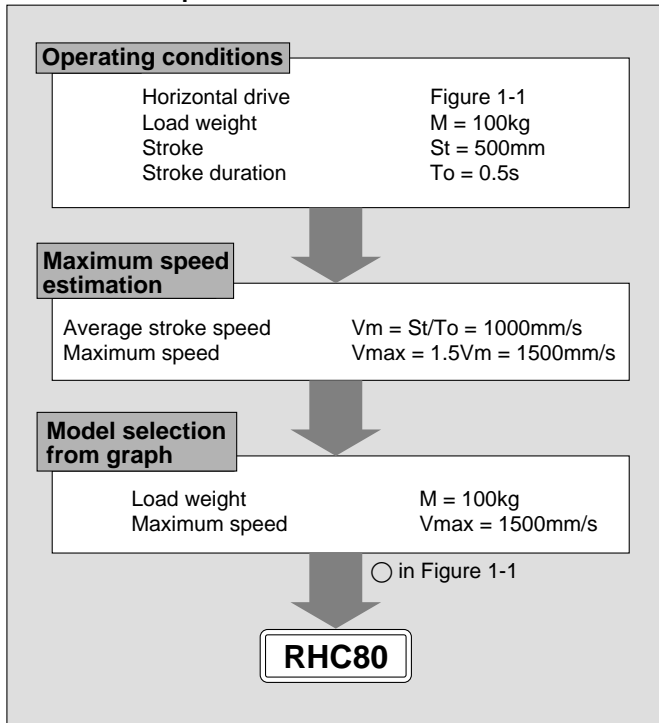 Operating conditions
Horizontal drive Figure 1-1
Load weight M = 100kg
Stroke St = 500mm
Stroke duration To = 0.5s
Maximum speed
estimation
Average stroke speed Vm = St/To = 1000mm/s
Maximum speed Vmax = 1.5Vm = 1500mm/s
Model selection
from graph
Load weight M = 100kg
Maximum speed Vmax = 1500mm/s
◯ in Figure 1-1
RHC80